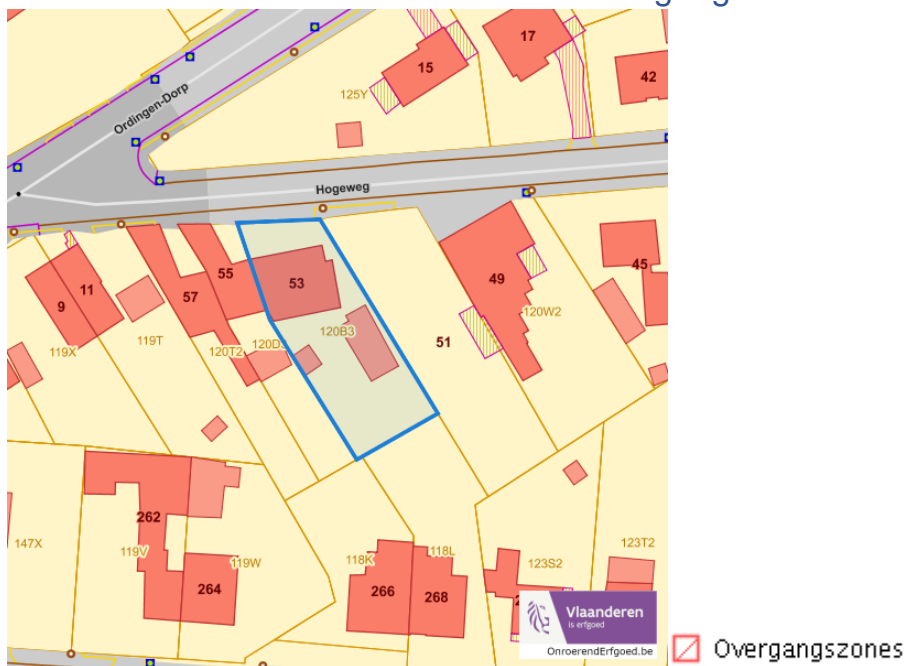 17
15
42
125Y
Ordingen-Dorp
Hogeweg
55
11
9
57
53
49
45
120B3
120W2
119X
119T
120T2
120D
51
262
147X
119V
119W
264
118K
118L
266
268
123S2
123T2
Vlaanderen
is erfgoed
OnroerendErfgoed.be
Overgangszones